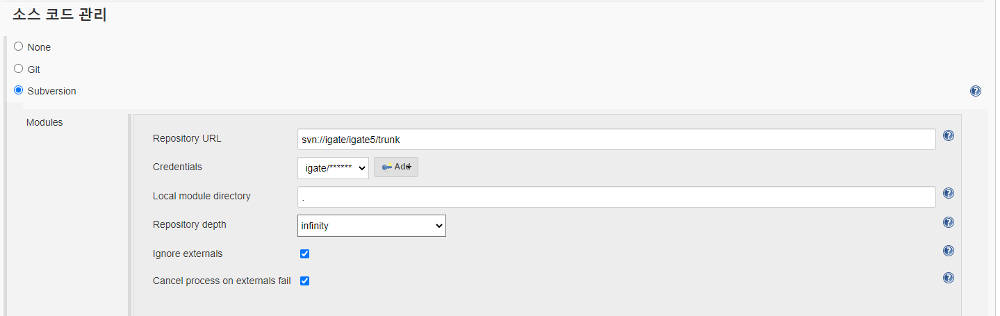 소스 코드 관리
None
Git
Subversion
Modules
Repository URL
svn://igate/igate5/trunk
Credentials
igate/******
Add
Local module directory
.
Repository depth
infinity
Ignore externals
Cancel process on externals fail